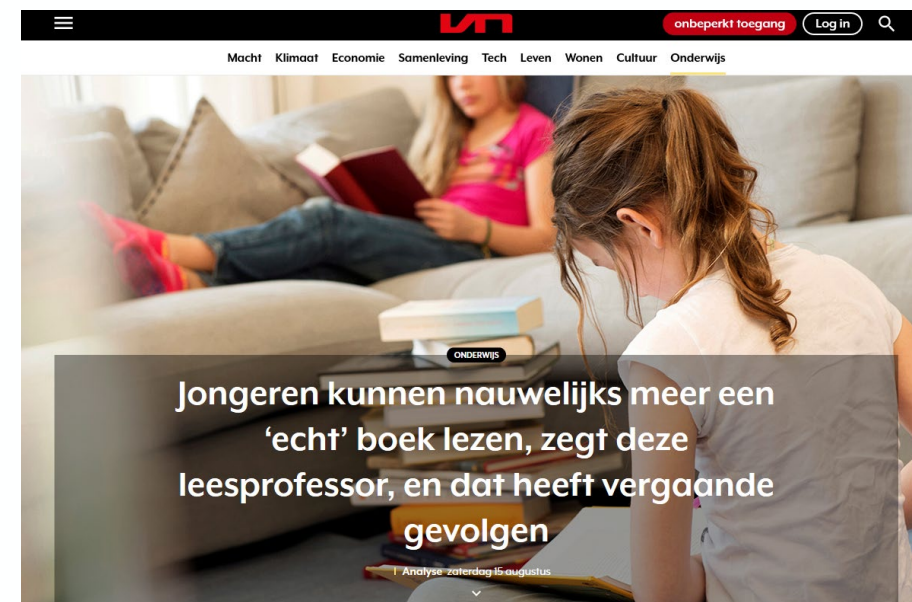 VN
onbeperkt toegang
Log in
Macht Klimaat Economie Samenleving Tech Leven Wonen Cultuur Onderwijs
ONDERWIJS
Jongeren kunnen nauwelijks meer een
‘echt’ boek lezen, zegt deze
leesprofessor, en dat heeft vergaande
gevolgen
| Analyse zaterdag 15 augustus